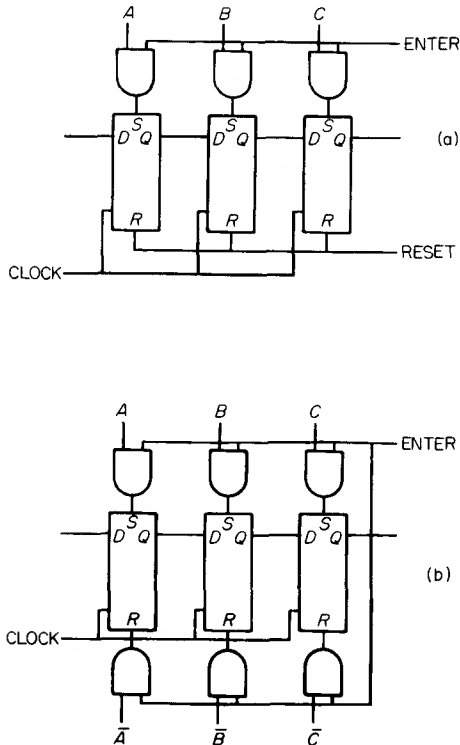 A B C
ENTER
S S S
D Q D Q D Q
(a)
R R R
RESET
CLOCK
A B C
ENTER
S S S
D Q D Q D Q
(b)
R R R
CLOCK
Ā B̄ C̄